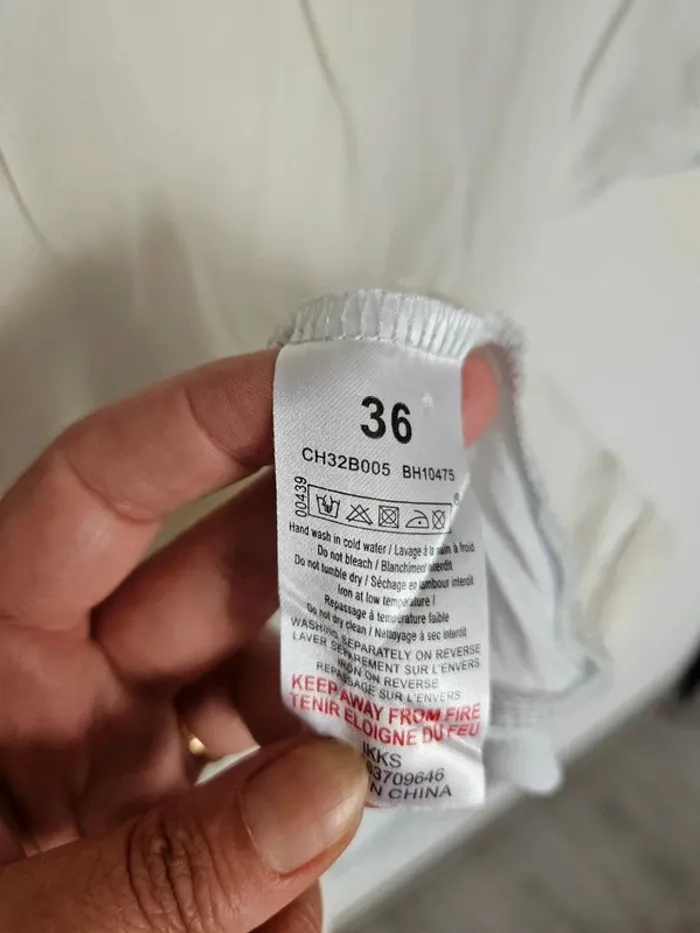 36
CH32B005 BH10475
00439
Hand wash in cold water / Lavage à la main à froid
Do not bleach / Blanchiment interdit
Do not tumble dry / Séchage en tambour interdit
Iron at low temperature /
Repassage à température faible
Do not dry clean / Nettoyage à sec interdit
WASHING SEPARATELY ON REVERSE
LAVER SEPAREMENT SUR L'ENVERS
IRON ON REVERSE
REPASSAGE SUR L'ENVERS
KEEP AWAY FROM FIRE
TENIR ELOIGNE DU FEU
IKKS
3709646
N CHINA